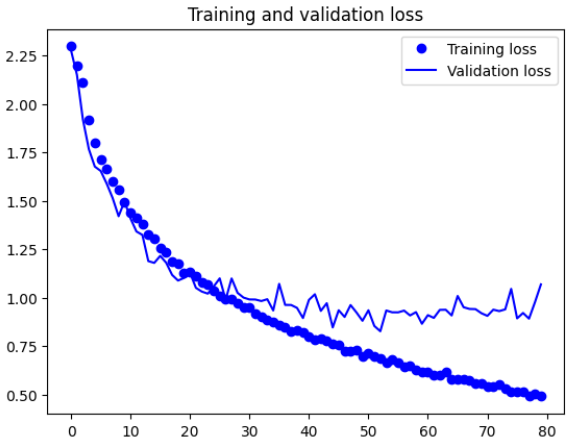 Training and validation loss
Training loss
Validation loss
2.25
2.00
1.75
1.50
1.25
1.00
0.75
0.50
0 10 20 30 40 50 60 70 80